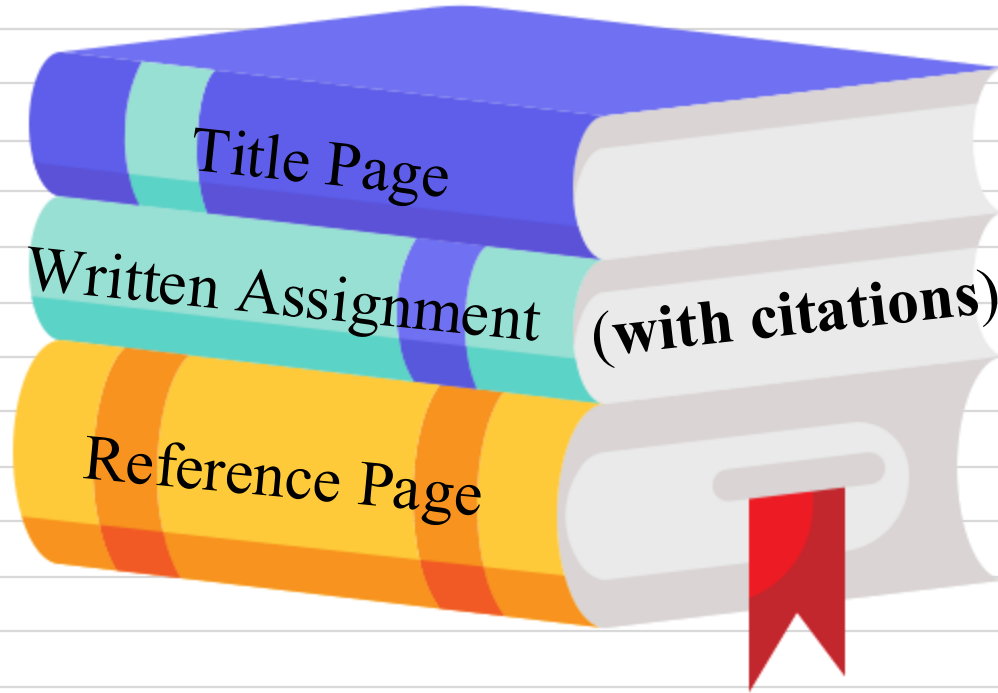 Title Page
Written Assignment (with citations)
Reference Page